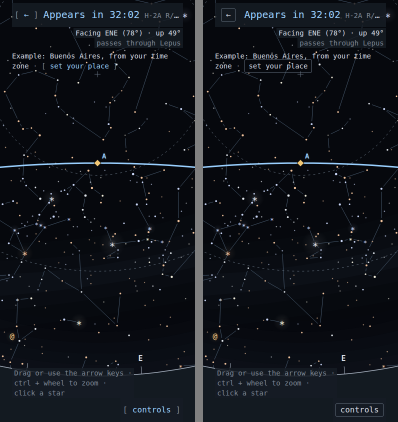 [ ← ] Appears in 32:02 H-2A R/… *
Facing ENE (78°) · up 49°
passes through Lepus
Example: Buenos Aires, from your time
zone · [ set your place ]
A
@
E
Drag or use the arrow keys ·
ctrl + wheel to zoom ·
click a star
[ controls ]
← Appears in 32:02 H-2A R/… *
Facing ENE (78°) · up 49°
passes through Lepus
Example: Buenos Aires, from your time
zone · set your place
A
@
E
Drag or use the arrow keys ·
ctrl + wheel to zoom ·
click a star
controls